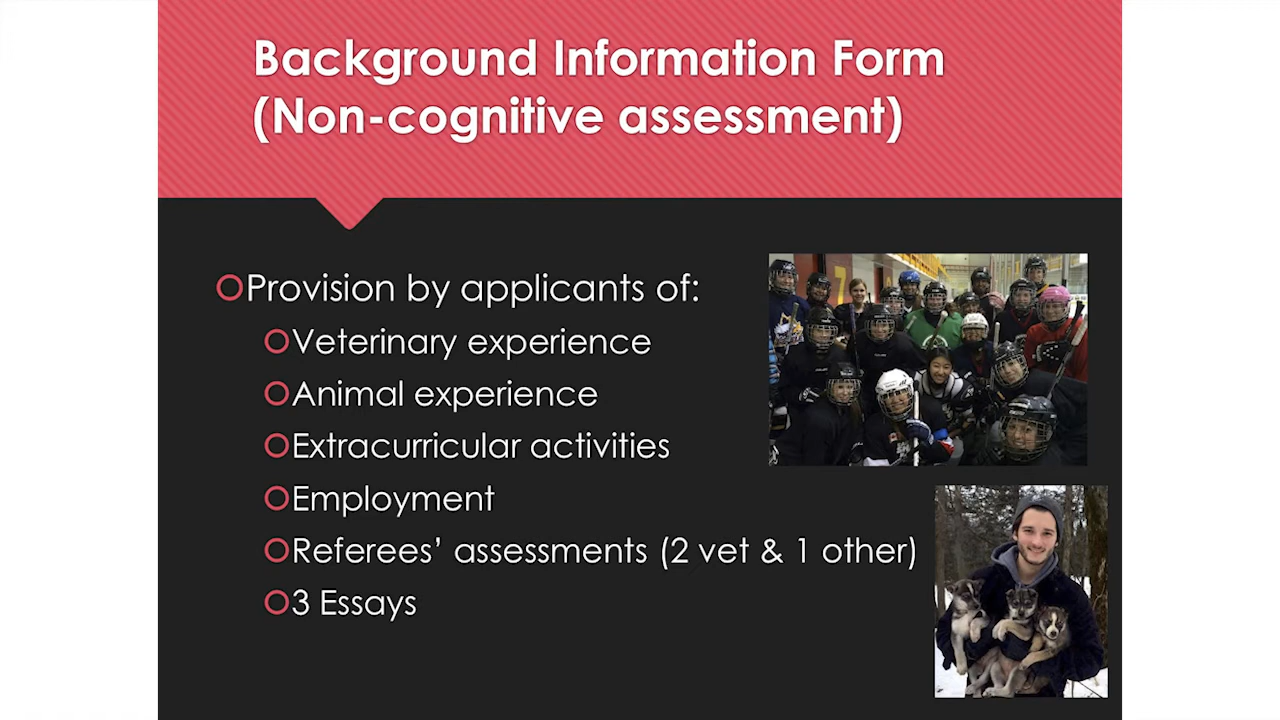 Background Information Form
(Non-cognitive assessment)
Provision by applicants of:
Veterinary experience
Animal experience
Extracurricular activities
Employment
Referees’ assessments (2 vet & 1 other)
3 Essays